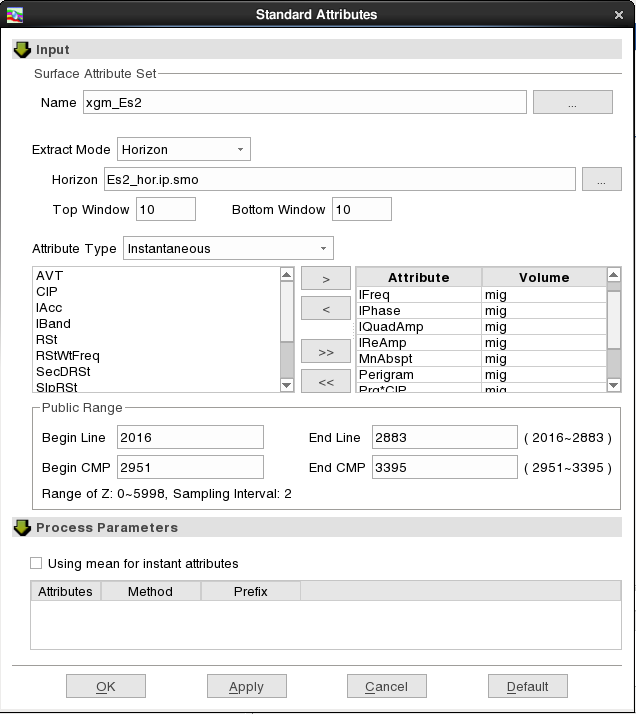 Standard Attributes
Input
Surface Attribute Set
Name xgm_Es2 ...
Extract Mode Horizon
Horizon Es2_hor.ip.smo ...
Top Window 10 Bottom Window 10
Attribute Type Instantaneous
AVT
CIP
IAcc
IBand
RSt
RStWtFreq
SecDRSt
SlpRSt
>
<
>>
<<
Attribute Volume
IFreq mig
IPhase mig
IQuadAmp mig
IReAmp mig
MnAbspt mig
Perigram mig
Prg*CIP mig
Public Range
Begin Line 2016 End Line 2883 ( 2016~2883 )
Begin CMP 2951 End CMP 3395 ( 2951~3395 )
Range of Z: 0~5998, Sampling Interval: 2
Process Parameters
Using mean for instant attributes
Attributes Method Prefix
OK Apply Cancel Default